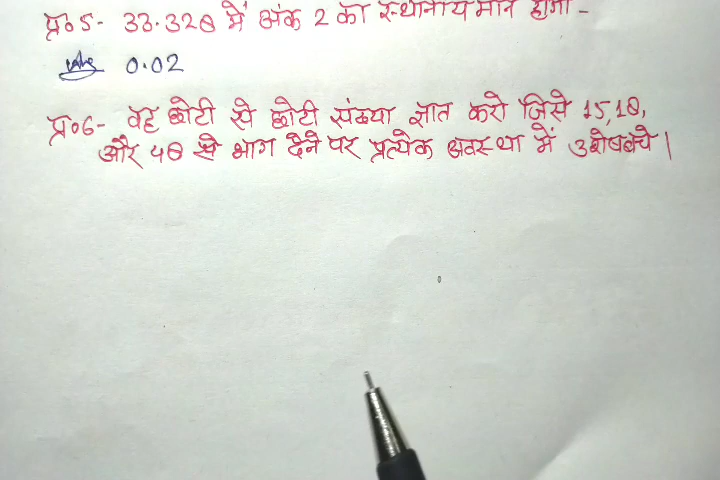 प्र०5- 33.328 में अंक 2 का स्थानीय मान होगा -
0.02
प्र०6- वह छोटी से छोटी संख्या ज्ञात करो जिसे 15,18,
और 48 से भाग देने पर प्रत्येक अवस्था में 3 शेष बचे।